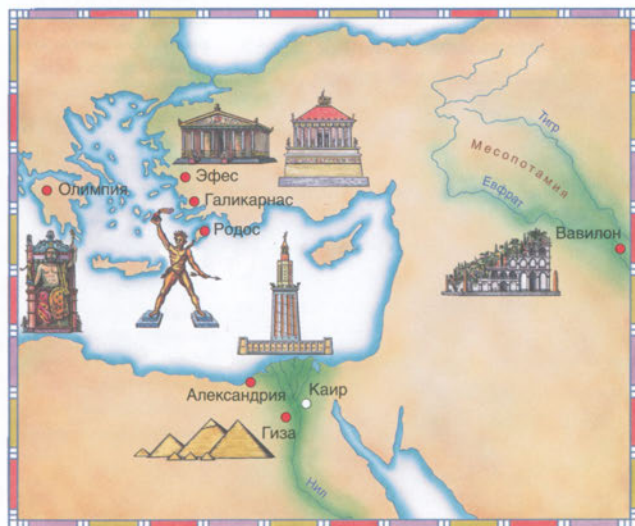 Тигр
Месопотамия
Евфрат
Эфес
Олимпия
Галикарнас
Родос
Вавилон
Александрия
Каир
Гиза
Нил